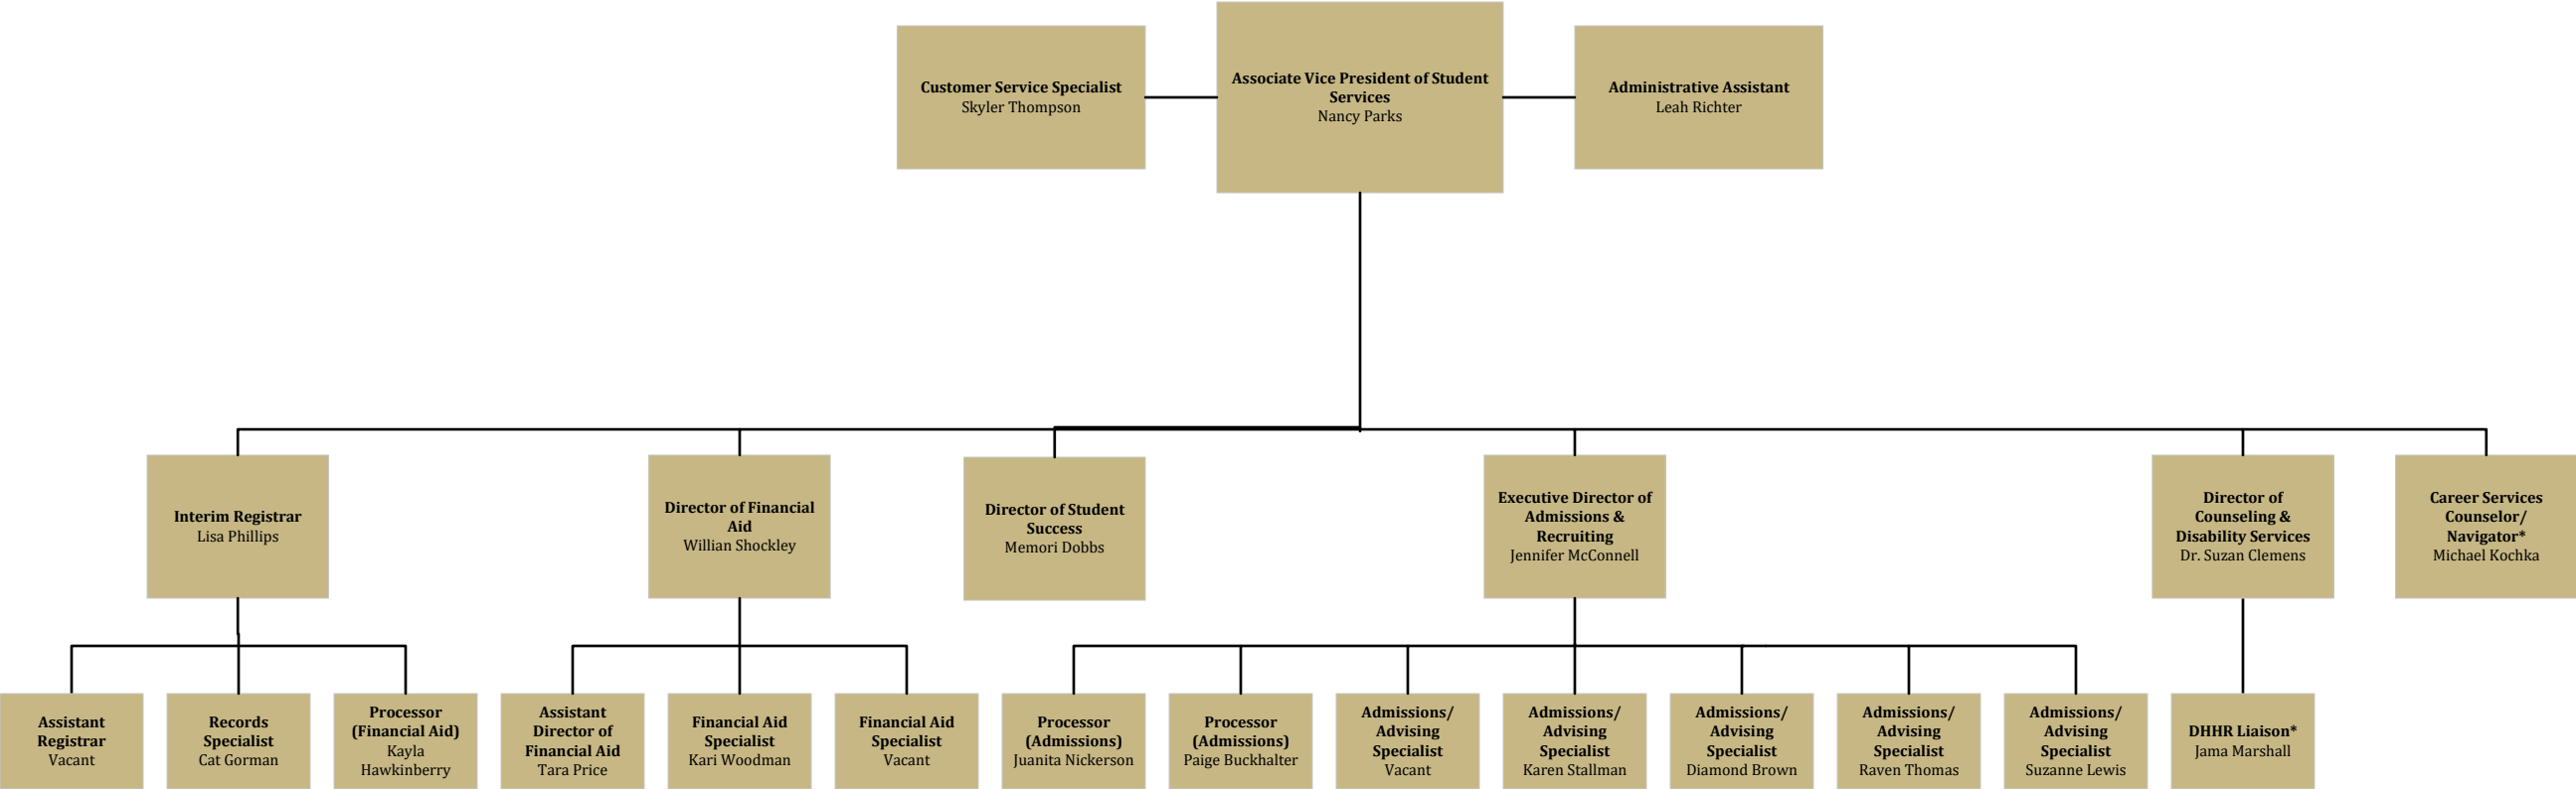 Customer Service Specialist
Skyler Thompson
Associate Vice President of Student
Services
Nancy Parks
Administrative Assistant
Leah Richter
Interim Registrar
Lisa Phillips
Director of Financial
Aid
Willian Shockley
Director of Student
Success
Memori Dobbs
Executive Director of
Admissions &
Recruiting
Jennifer McConnell
Director of
Counseling &
Disability Services
Dr. Suzan Clemens
Career Services
Counselor/
Navigator*
Michael Kochka
Assistant
Registrar
Vacant
Records
Specialist
Cat Gorman
Processor
(Financial Aid)
Kayla
Hawkinberry
Assistant
Director of
Financial Aid
Tara Price
Financial Aid
Specialist
Kari Woodman
Financial Aid
Specialist
Vacant
Processor
(Admissions)
Juanita Nickerson
Processor
(Admissions)
Paige Buckhalter
Admissions/
Advising
Specialist
Vacant
Admissions/
Advising
Specialist
Karen Stallman
Admissions/
Advising
Specialist
Diamond Brown
Admissions/
Advising
Specialist
Raven Thomas
Admissions/
Advising
Specialist
Suzanne Lewis
DHHR Liaison*
Jama Marshall